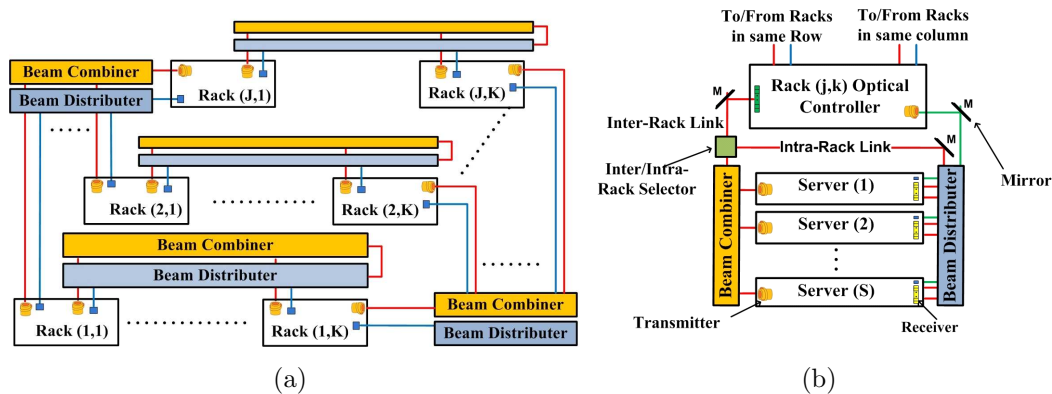 Beam Combiner
Beam Distributer
Rack (J,1)
Rack (J,K)
Rack (2,1)
Rack (2,K)
Beam Combiner
Beam Distributer
Rack (1,1)
Rack (1,K)
Beam Combiner
Beam Distributer
(a)
To/From Racks
in same Row
To/From Racks
in same column
M
Rack (j,k) Optical
Controller
M
Inter-Rack Link
Intra-Rack Link
M
Inter/Intra-
Rack Selector
Mirror
Beam Combiner
Server (1)
Server (2)
Server (S)
Beam Distributer
Transmitter
Receiver
(b)